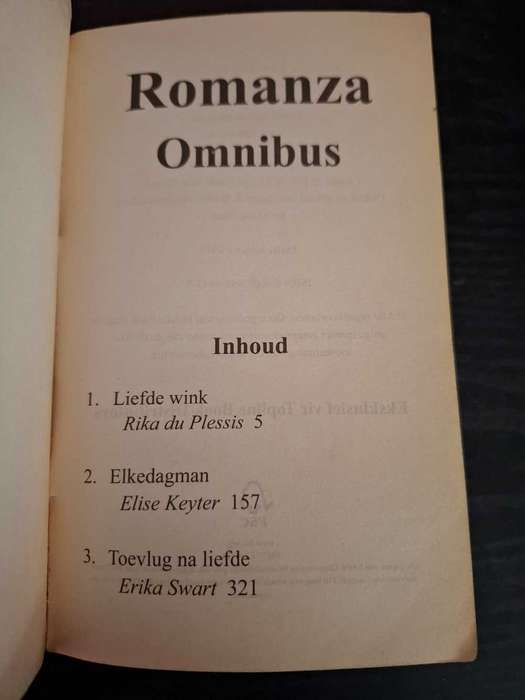 Romanza
Omnibus
Inhoud
1. Liefde wink
Rika du Plessis 5
2. Elkedagman
Elise Keyter 157
3. Toevlug na liefde
Erika Swart 321